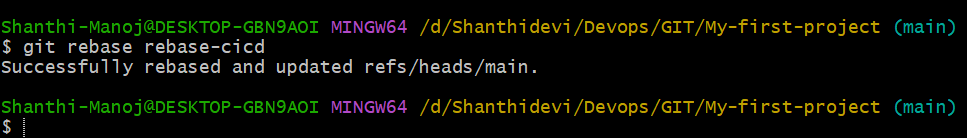 Shanthi-Manoj@DESKTOP-GBN9AOI MINGW64 /d/Shanthidevi/Devops/GIT/My-first-project (main)
$ git rebase rebase-cicd
Successfully rebased and updated refs/heads/main.
Shanthi-Manoj@DESKTOP-GBN9AOI MINGW64 /d/Shanthidevi/Devops/GIT/My-first-project (main)
$